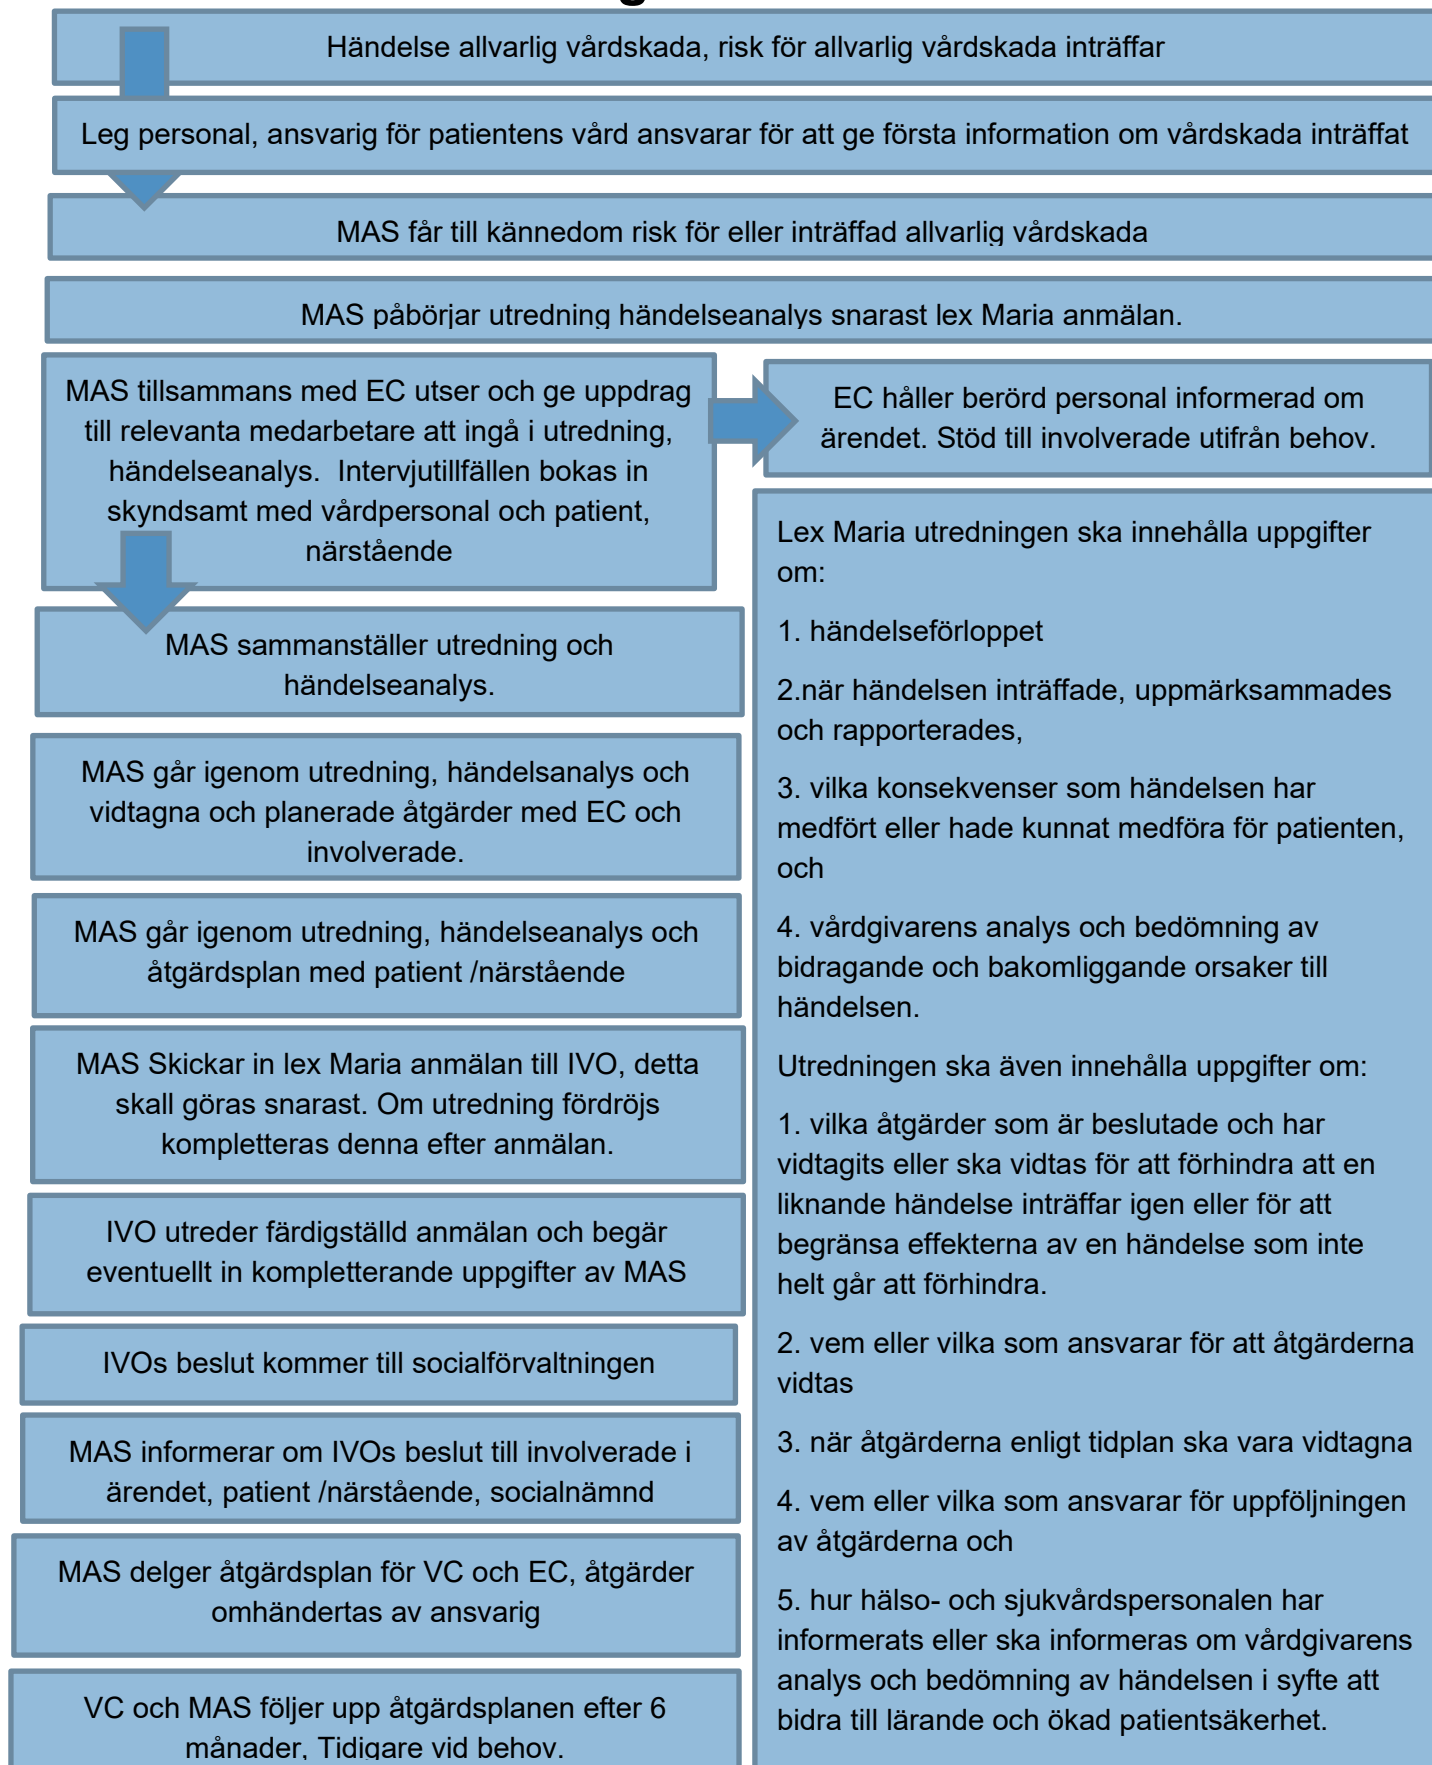 Händelse allvarlig vårdskada, risk för allvarlig vårdskada inträffar
Leg personal, ansvarig för patientens vård ansvarar för att ge första information om vårdskada inträffat
MAS får till kännedom risk för eller inträffad allvarlig vårdskada
MAS påbörjar utredning händelseanalys snarast lex Maria anmälan.
MAS tillsammans med EC utser och ge uppdrag
till relevanta medarbetare att ingå i utredning,
händelseanalys.  Intervjutillfällen bokas in
skyndsamt med vårdpersonal och patient,
närstående
EC håller berörd personal informerad om
ärendet. Stöd till involverade utifrån behov.
MAS sammanställer utredning och
händelseanalys.
MAS går igenom utredning, händelsanalys och
vidtagna och planerade åtgärder med EC och
involverade.
MAS går igenom utredning, händelseanalys och
åtgärdsplan med patient /närstående
MAS Skickar in lex Maria anmälan till IVO, detta
skall göras snarast. Om utredning fördröjs
kompletteras denna efter anmälan.
IVO utreder färdigställd anmälan och begär
eventuellt in kompletterande uppgifter av MAS
IVOs beslut kommer till socialförvaltningen
MAS informerar om IVOs beslut till involverade i
ärendet, patient /närstående, socialnämnd
MAS delger åtgärdsplan för VC och EC, åtgärder
omhändertas av ansvarig
VC och MAS följer upp åtgärdsplanen efter 6
månader, Tidigare vid behov.
Lex Maria utredningen ska innehålla uppgifter
om:
1. händelseförloppet
2.när händelsen inträffade, uppmärksammades
och rapporterades,
3. vilka konsekvenser som händelsen har
medfört eller hade kunnat medföra för patienten,
och
4. vårdgivarens analys och bedömning av
bidragande och bakomliggande orsaker till
händelsen.
Utredningen ska även innehålla uppgifter om:
1. vilka åtgärder som är beslutade och har
vidtagits eller ska vidtas för att förhindra att en
liknande händelse inträffar igen eller för att
begränsa effekterna av en händelse som inte
helt går att förhindra.
2. vem eller vilka som ansvarar för att åtgärderna
vidtas
3. när åtgärderna enligt tidplan ska vara vidtagna
4. vem eller vilka som ansvarar för uppföljningen
av åtgärderna och
5. hur hälso- och sjukvårdspersonalen har
informerats eller ska informeras om vårdgivarens
analys och bedömning av händelsen i syfte att
bidra till lärande och ökad patientsäkerhet.